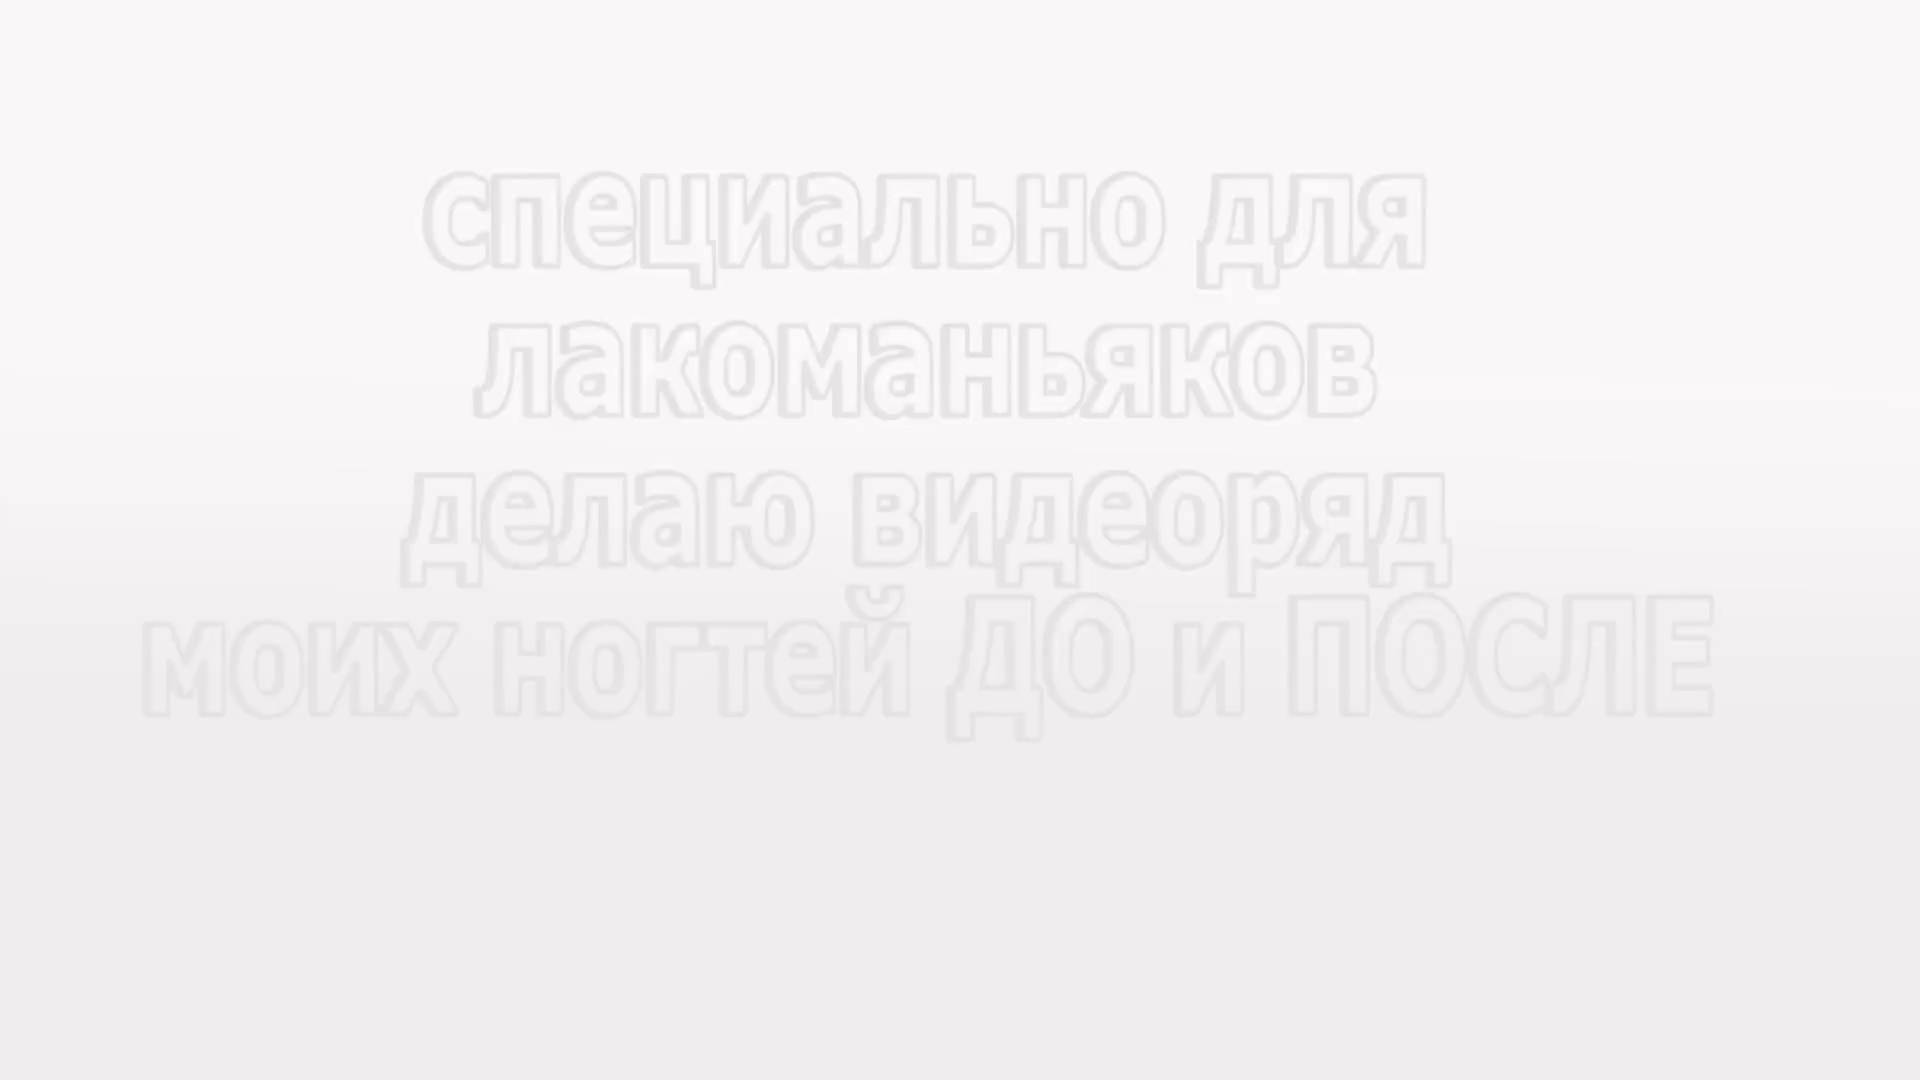 специально для
лакоманьяков
делаю видеоряд
моих ногтей ДО и ПОСЛЕ